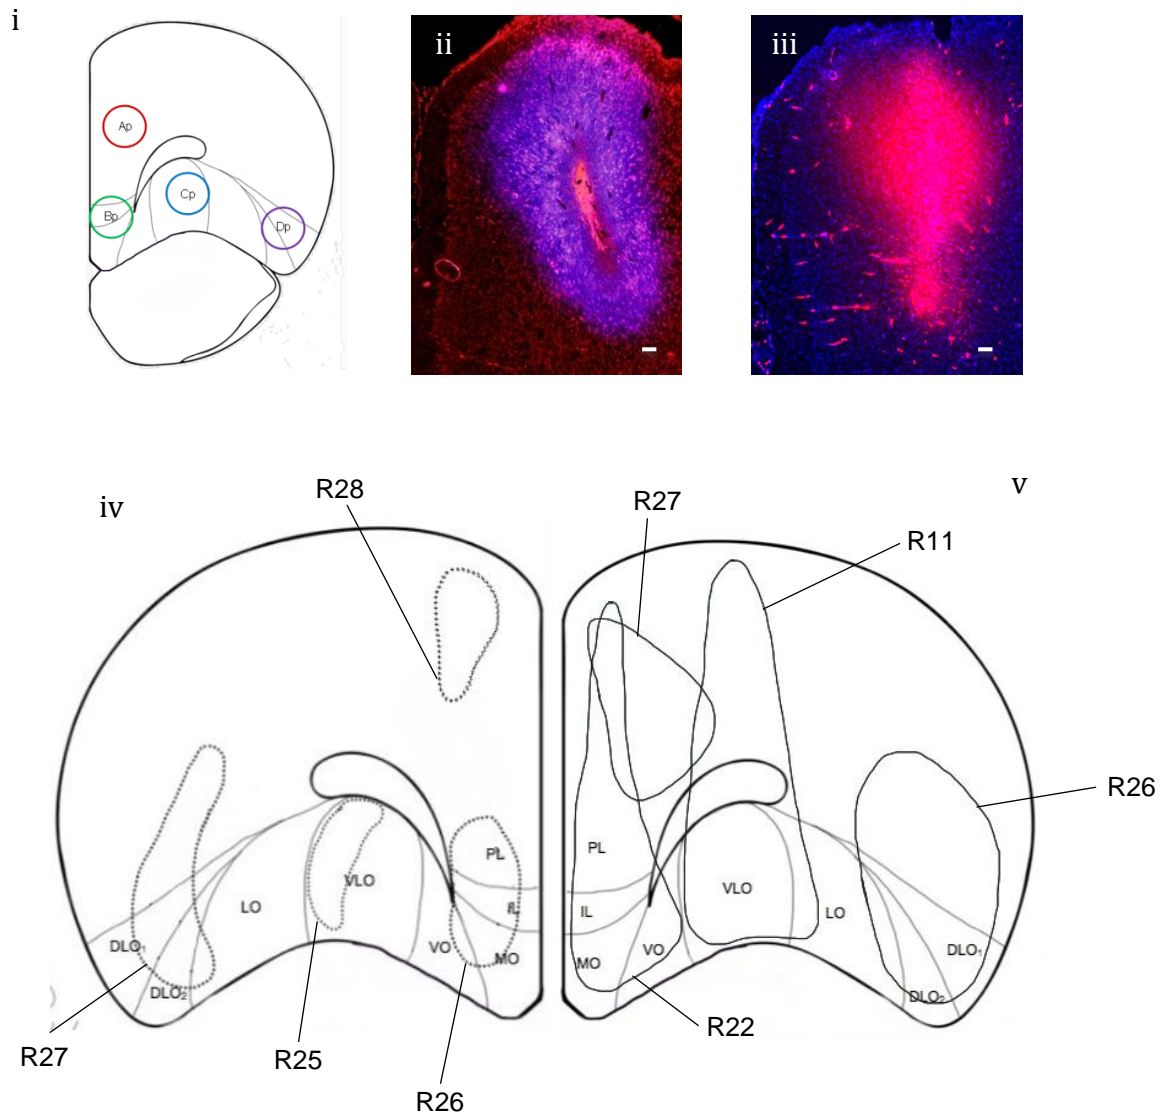 i
ii
iii
Ap
Bp
Cp
Dp
iv
v
R28
R27
R11
R26
PL
IL
MO
VO
VLO
LO
DLO₁
DLO₂
R27
R25
R26
PL
IL
MO
VO
VLO
LO
DLO₁
DLO₂
R22